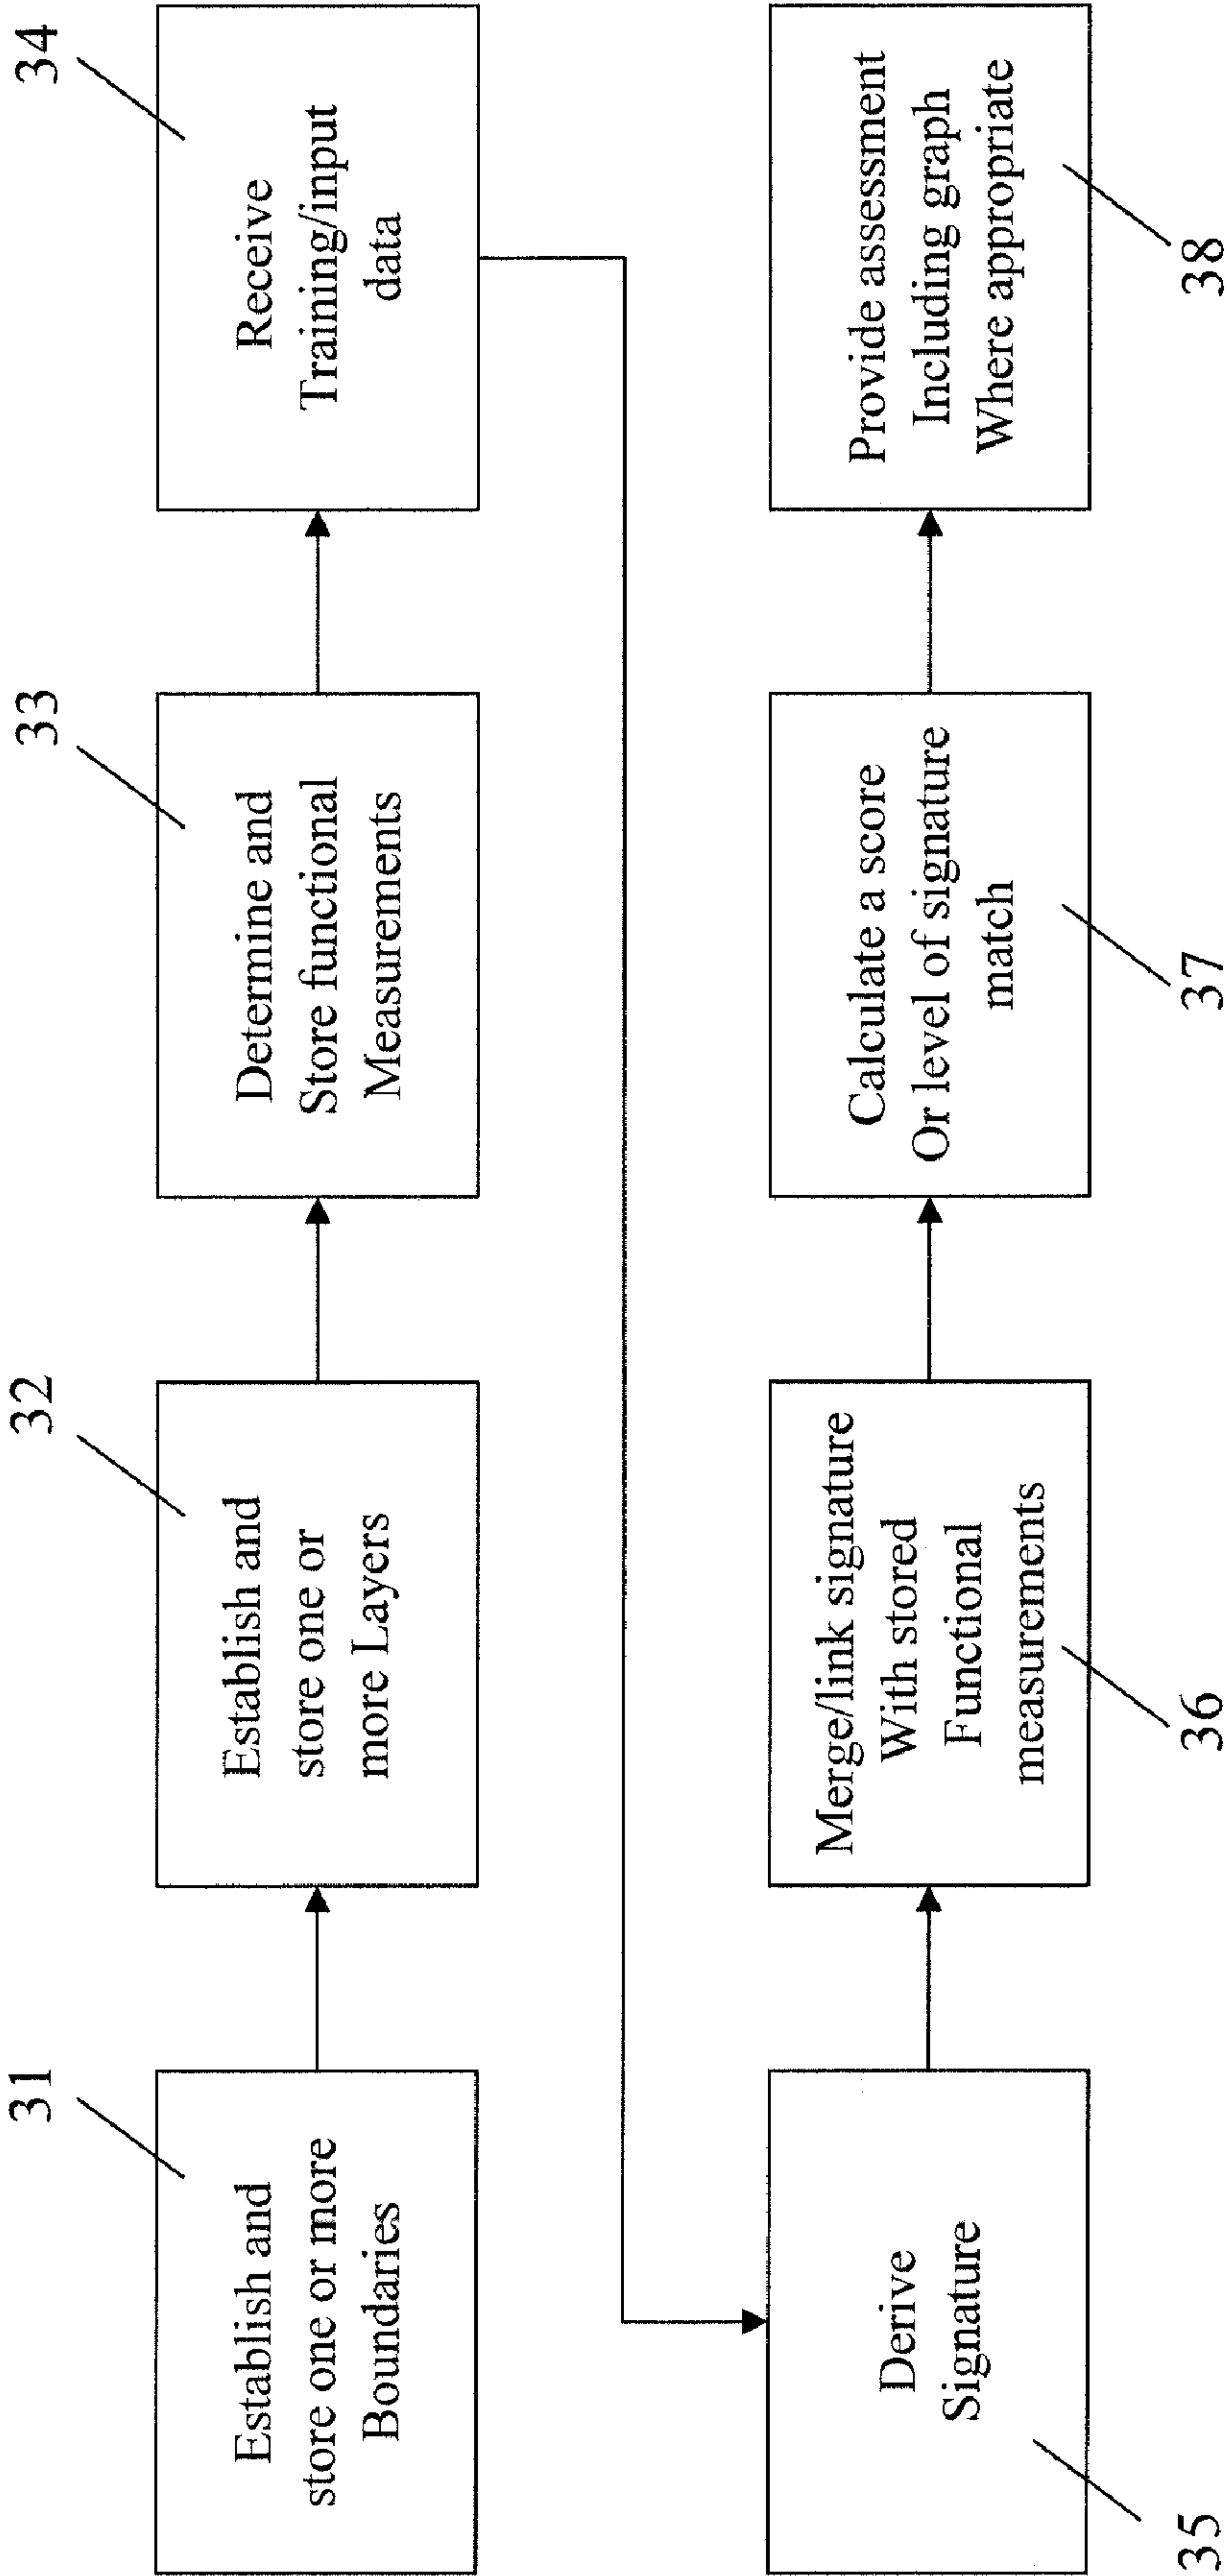 31
Establish and
store one or more
Boundaries
32
Establish and
store one or
more Layers
33
Determine and
Store functional
Measurements
34
Receive
Training/input
data
35
Derive
Signature
36
Merge/link signature
With stored
Functional
measurements
37
Calculate a score
Or level of signature
match
38
Provide assessment
Including graph
Where appropriate